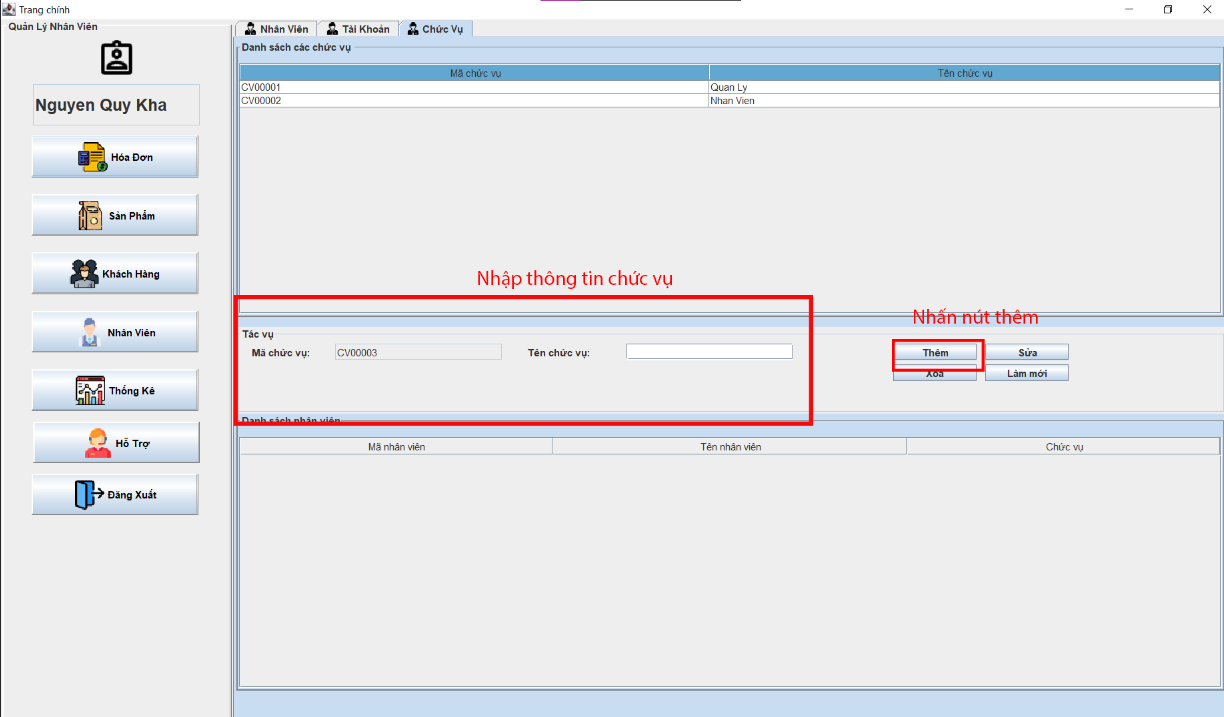 Trang chính
Quản Lý Nhân Viên
Nguyen Quy Kha
Hóa Đơn
Sản Phẩm
Khách Hàng
Nhân Viên
Thống Kê
Hỗ Trợ
Đăng Xuất
Nhân Viên Tài Khoản Chức Vụ
Danh sách các chức vụ
Mã chức vụ Tên chức vụ
CV00001 Quan Ly
CV00002 Nhan Vien
Nhập thông tin chức vụ
Nhấn nút thêm
Tác vụ
Mã chức vụ: CV00003 Tên chức vụ: Thêm Sửa
Xóa Làm mới
Danh sách nhân viên
Mã nhân viên Tên nhân viên Chức vụ